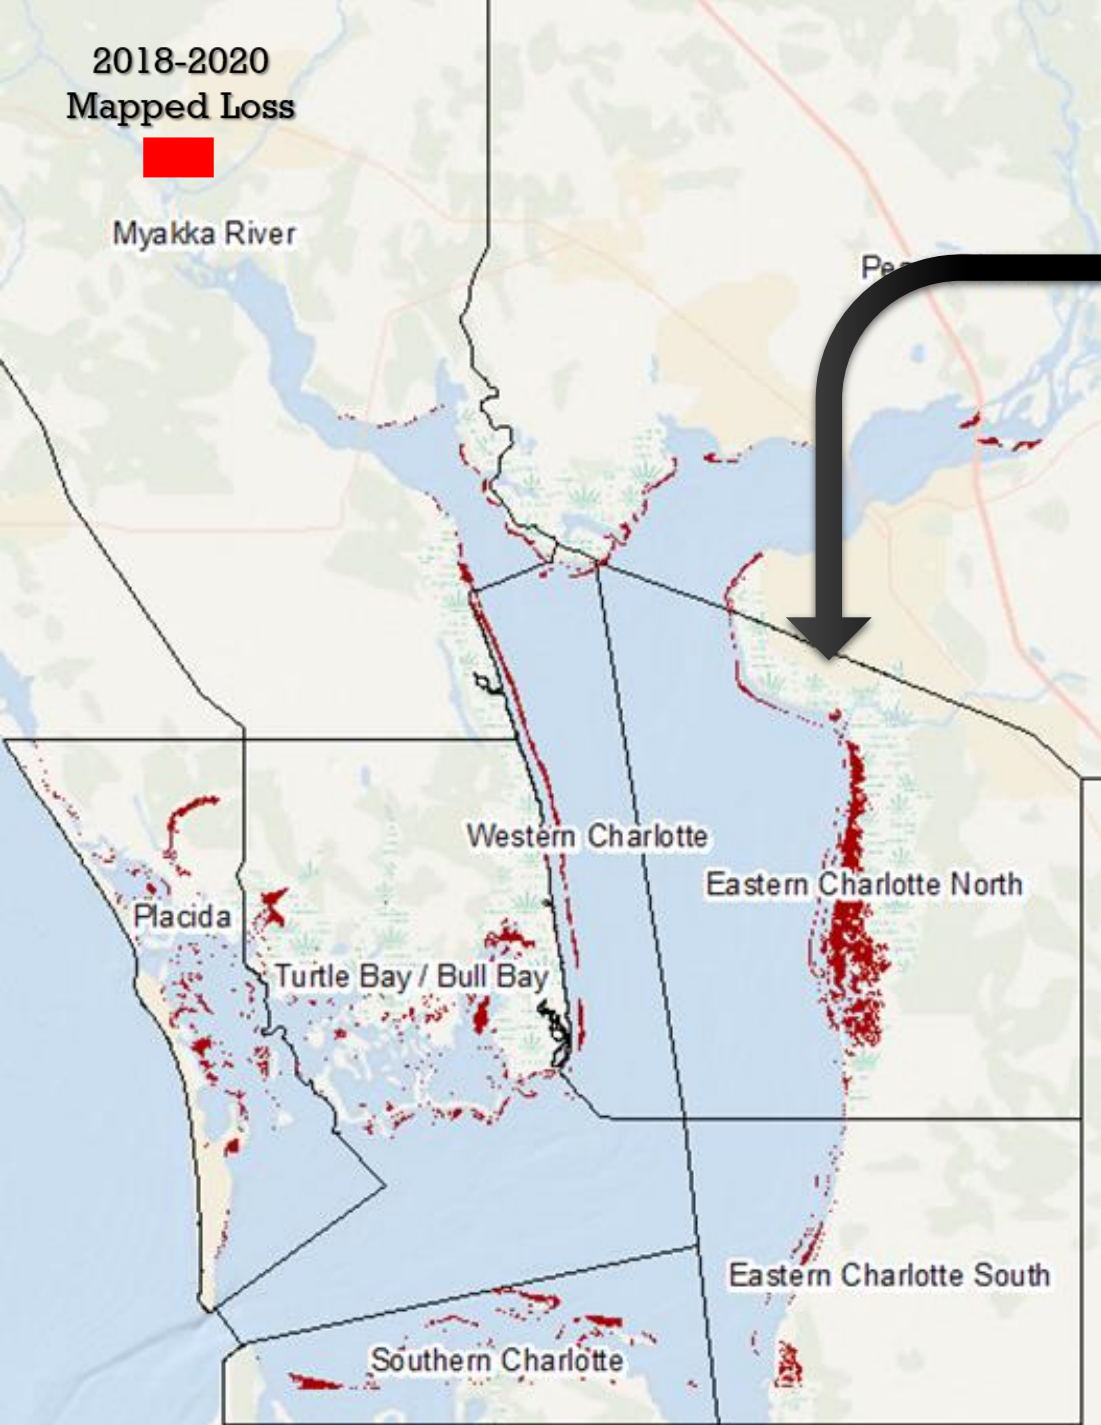 2018-2020
Mapped Loss
Myakka River
Western Charlotte
Eastern Charlotte North
Placida
Turtle Bay / Bull Bay
Eastern Charlotte South
Southern Charlotte